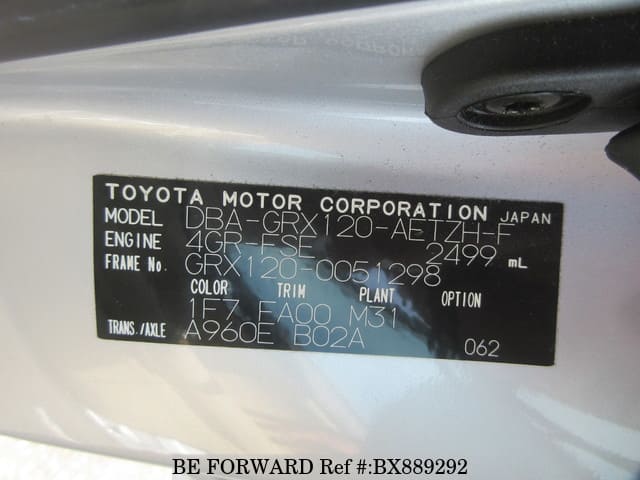 TOYOTA MOTOR CORPORATION JAPAN
MODEL DBA-GRX120-AETZH-F
ENGINE 4GR-FSE 2499 mL
FRAME No. GRX120-0051298
COLOR TRIM PLANT OPTION
1F7 FA00 M31
TRANS./AXLE A960E B02A 062
BE FORWARD Ref #:BX889292